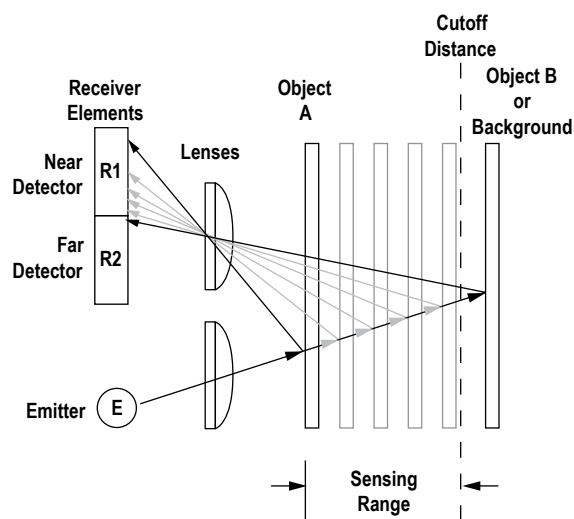 Cutoff
Distance
Object B
or
Background
Receiver
Elements
Object
A
Lenses
Near
Detector
R1
Far
Detector
R2
Emitter
E
Sensing
Range